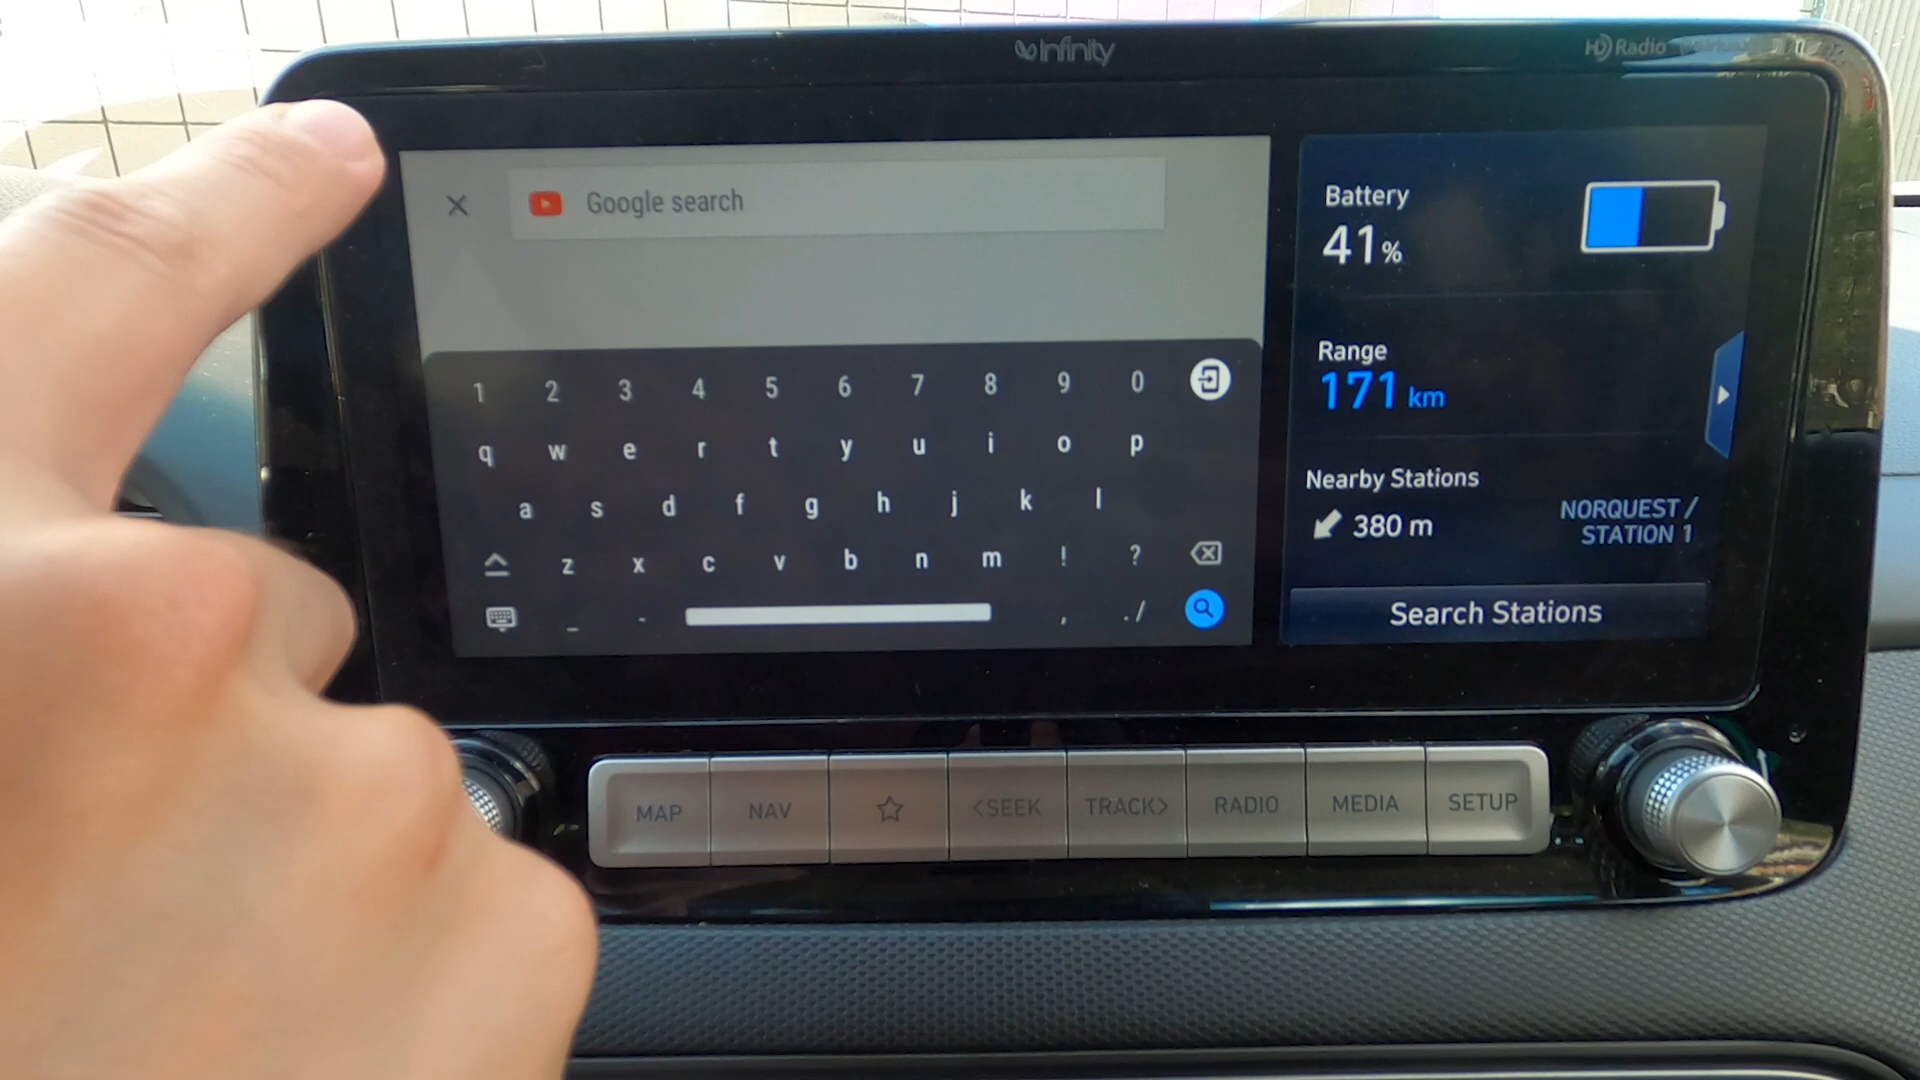 infinity
HD Radio
Google search
1 2 3 4 5 6 7 8 9 0
q w e r t y u i o p
a s d f g h j k l
z x c v b n m ! ?
_ - , ./
Battery
41%
Range
171 km
Nearby Stations
380 m
NORQUEST /
STATION 1
Search Stations
MAP NAV <SEEK TRACK> RADIO MEDIA SETUP